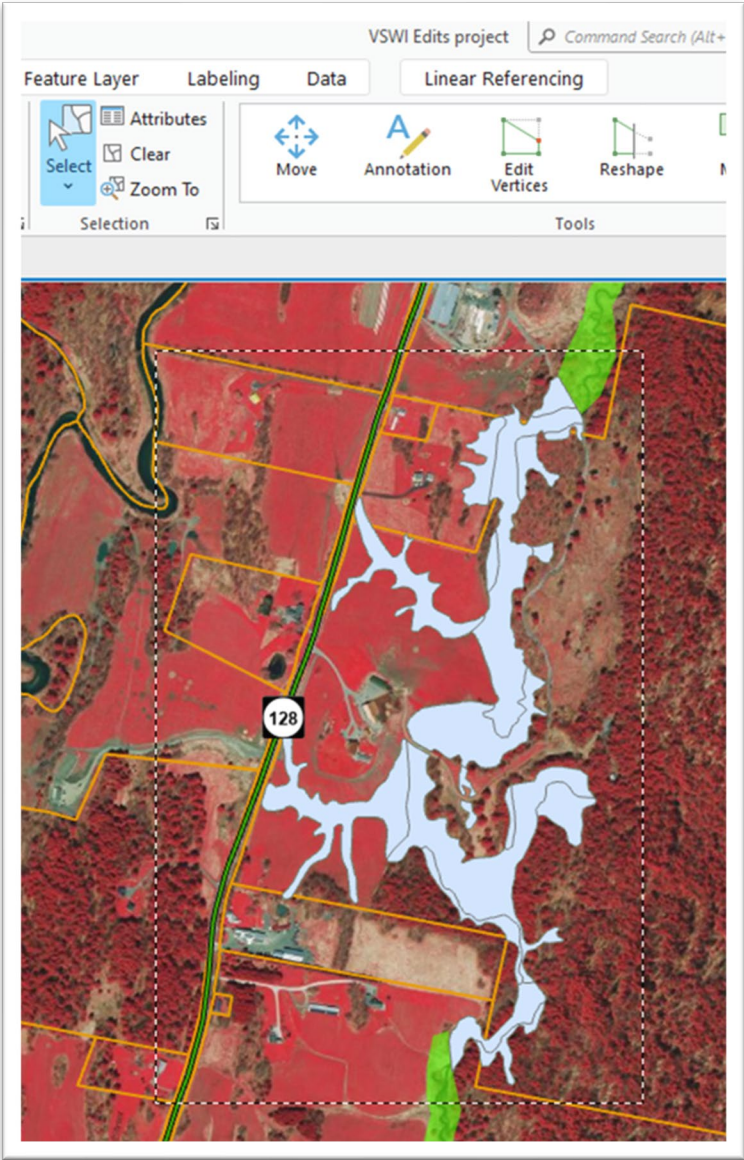 VSWI Edits project
Command Search (Alt+
Feature Layer
Labeling
Data
Linear Referencing
Select
Attributes
Clear
Zoom To
Selection
Move
Annotation
A
Edit
Vertices
Reshape
Tools
128